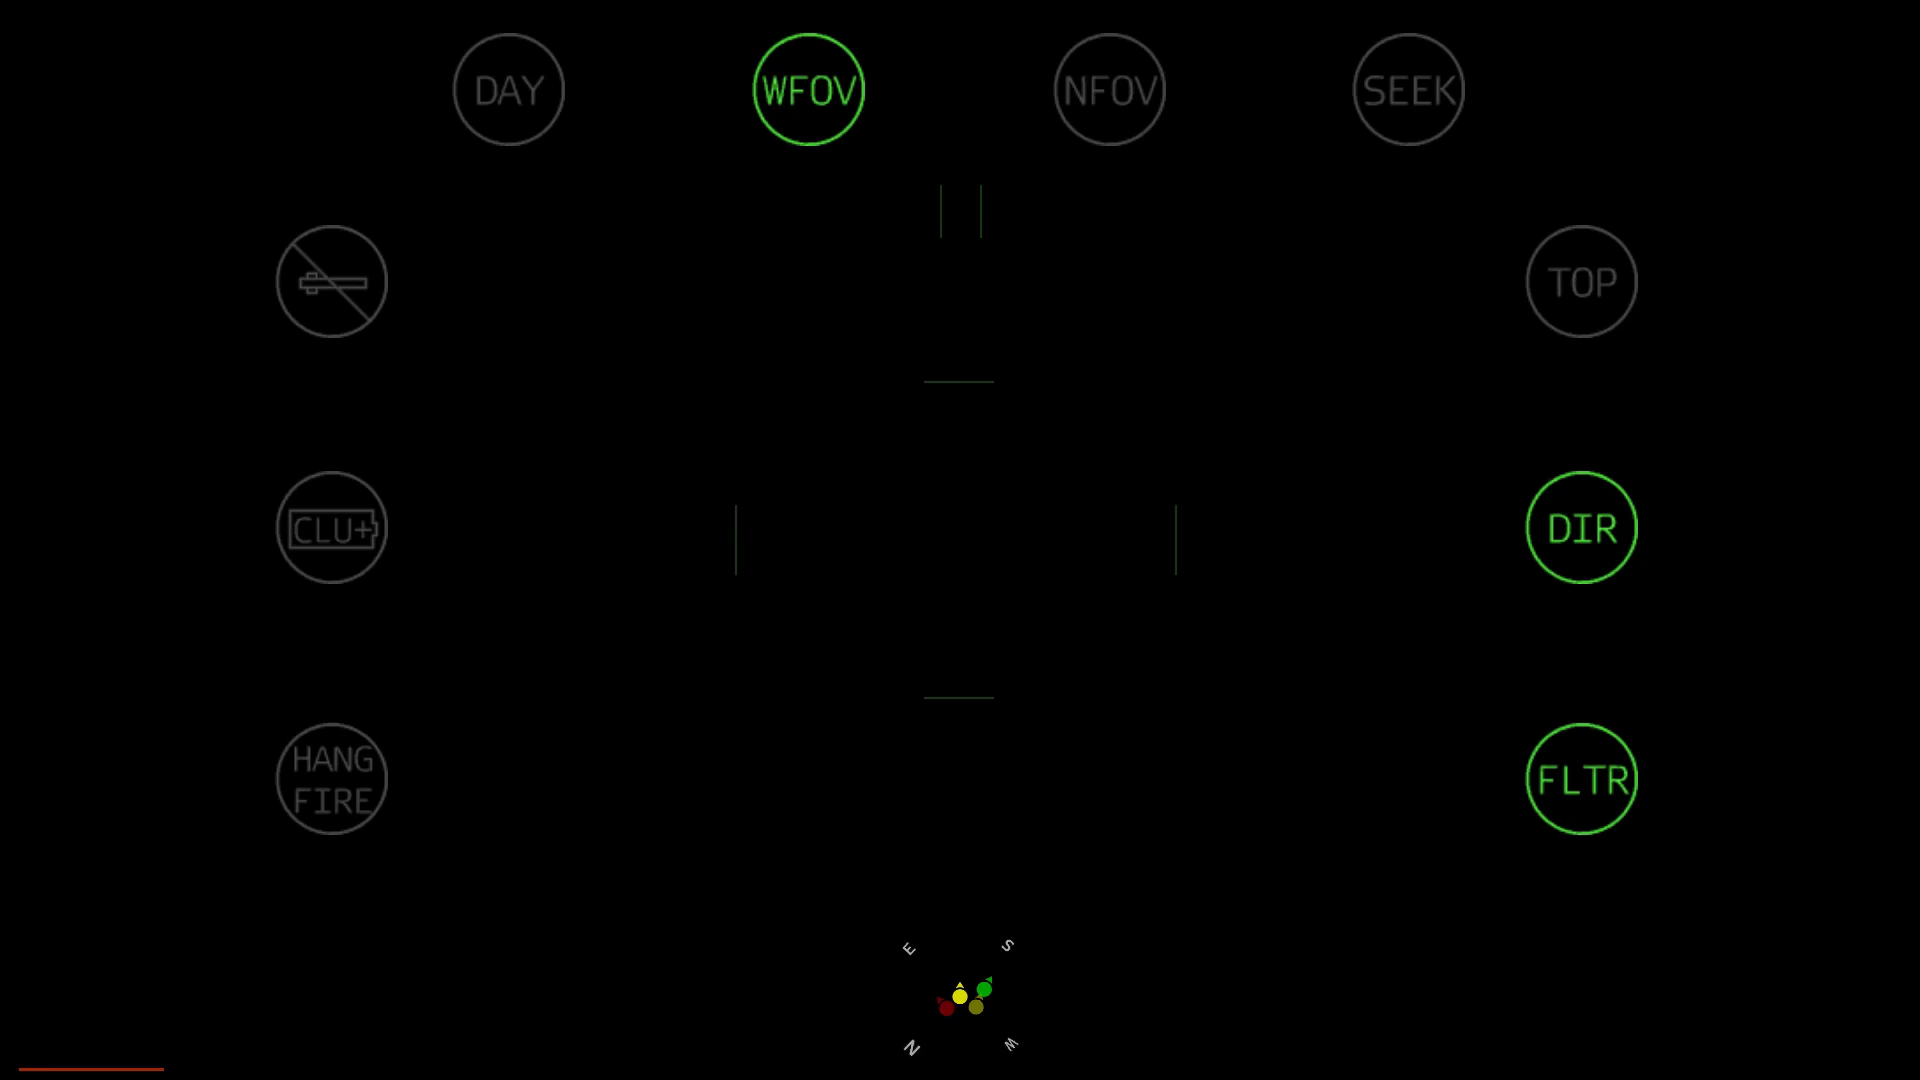 DAY
WFOV
NFOV
SEEK
TOP
CLU+
DIR
HANG
FIRE
FLTR
E
S
N
W